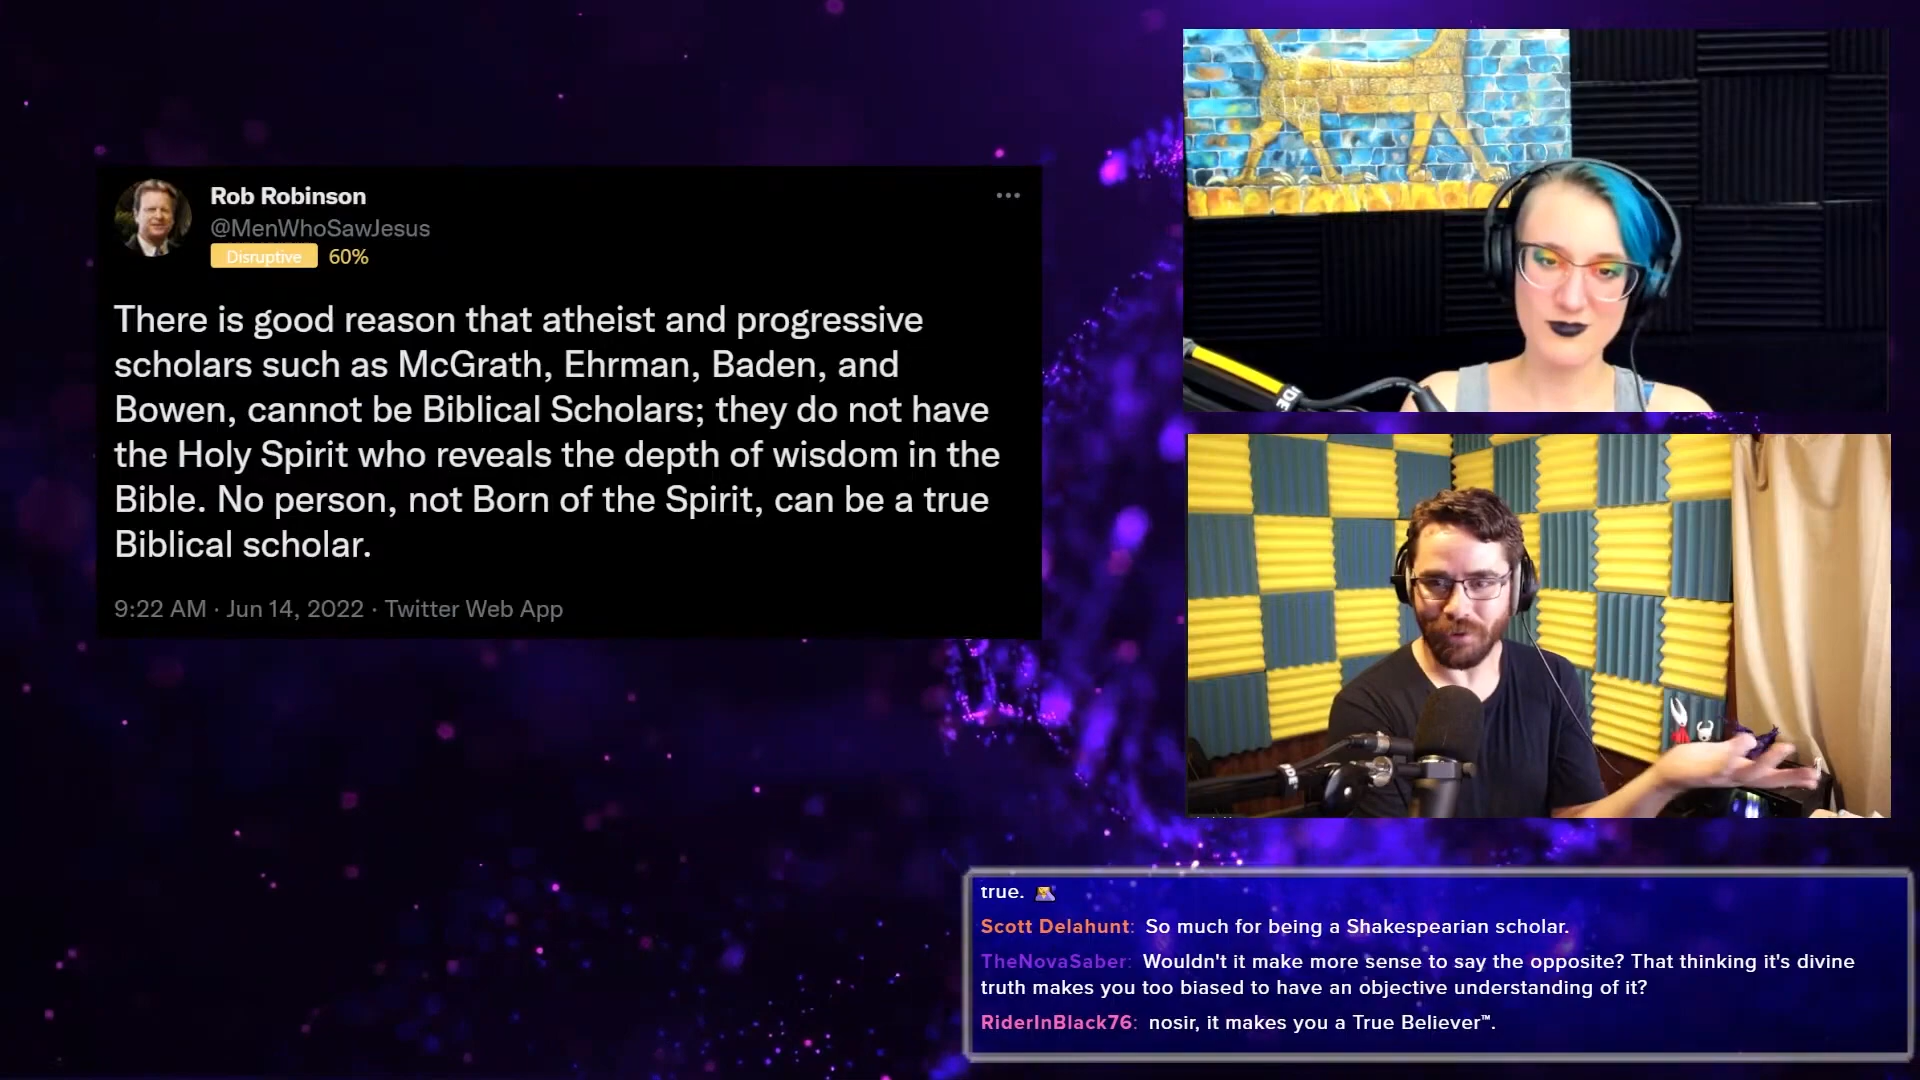 Rob Robinson
@MenWhoSawJesus
Disruptive 60%
There is good reason that atheist and progressive
scholars such as McGrath, Ehrman, Baden, and
Bowen, cannot be Biblical Scholars; they do not have
the Holy Spirit who reveals the depth of wisdom in the
Bible. No person, not Born of the Spirit, can be a true
Biblical scholar.
9:22 AM · Jun 14, 2022 · Twitter Web App
true.
Scott Delahunt: So much for being a Shakespearian scholar.
TheNovaSaber: Wouldn't it make more sense to say the opposite? That thinking it's divine
truth makes you too biased to have an objective understanding of it?
RiderInBlack76: nosir, it makes you a True Believer™.